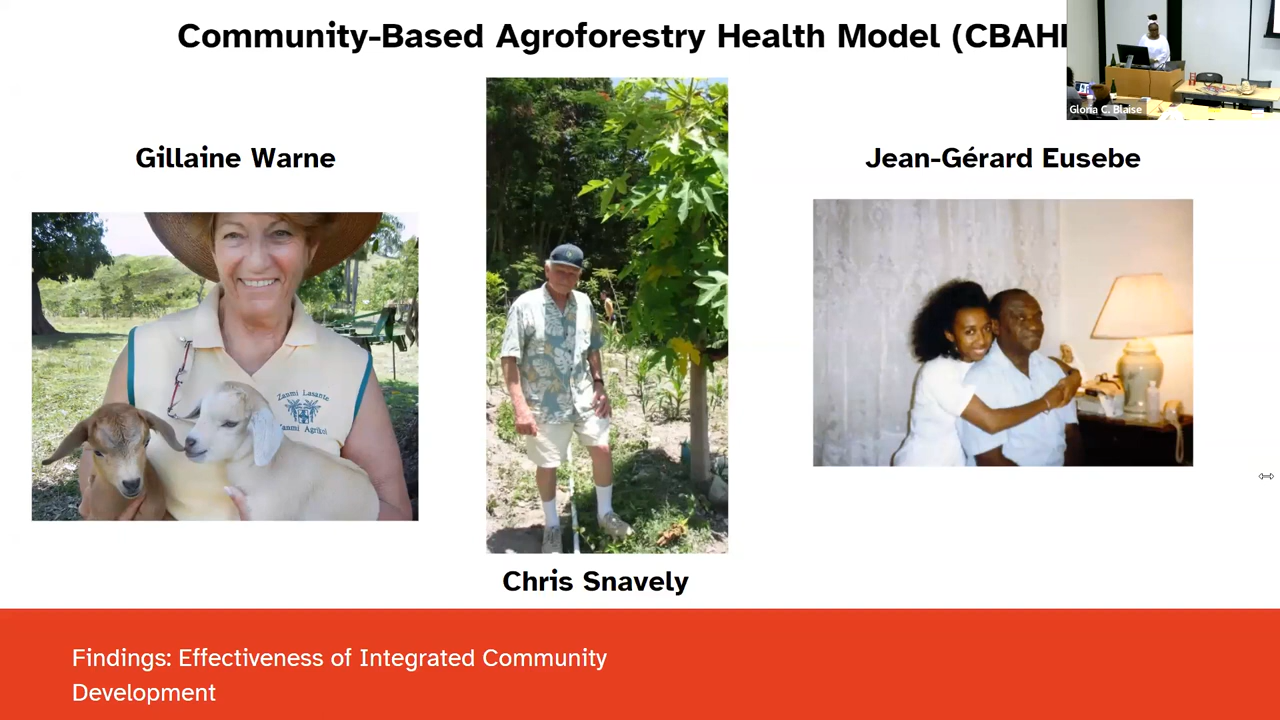 Community-Based Agroforestry Health Model (CBAH
Gloria C. Blaise
Gillaine Warne
Jean-Gérard Eusebe
Zanmi Lasante
Zanmi Agrikol
Chris Snavely
Findings: Effectiveness of Integrated Community
Development